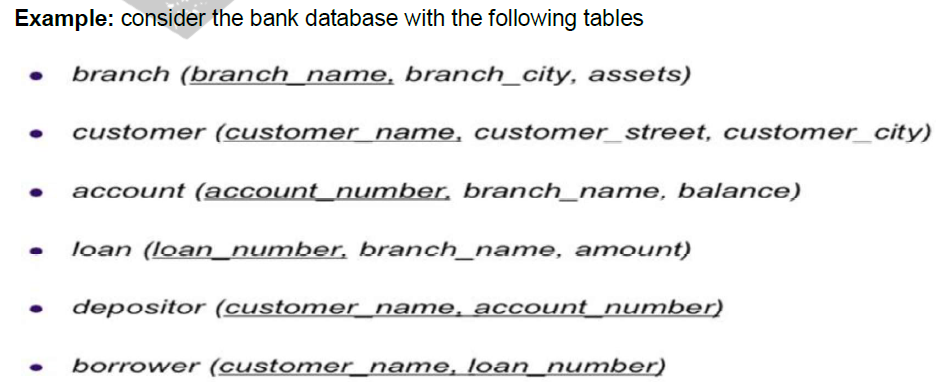 Example: consider the bank database with the following tables
• branch (branch_name, branch_city, assets)
• customer (customer_name, customer_street, customer_city)
• account (account_number, branch_name, balance)
• loan (loan_number, branch_name, amount)
• depositor (customer_name, account_number)
• borrower (customer_name, loan_number)